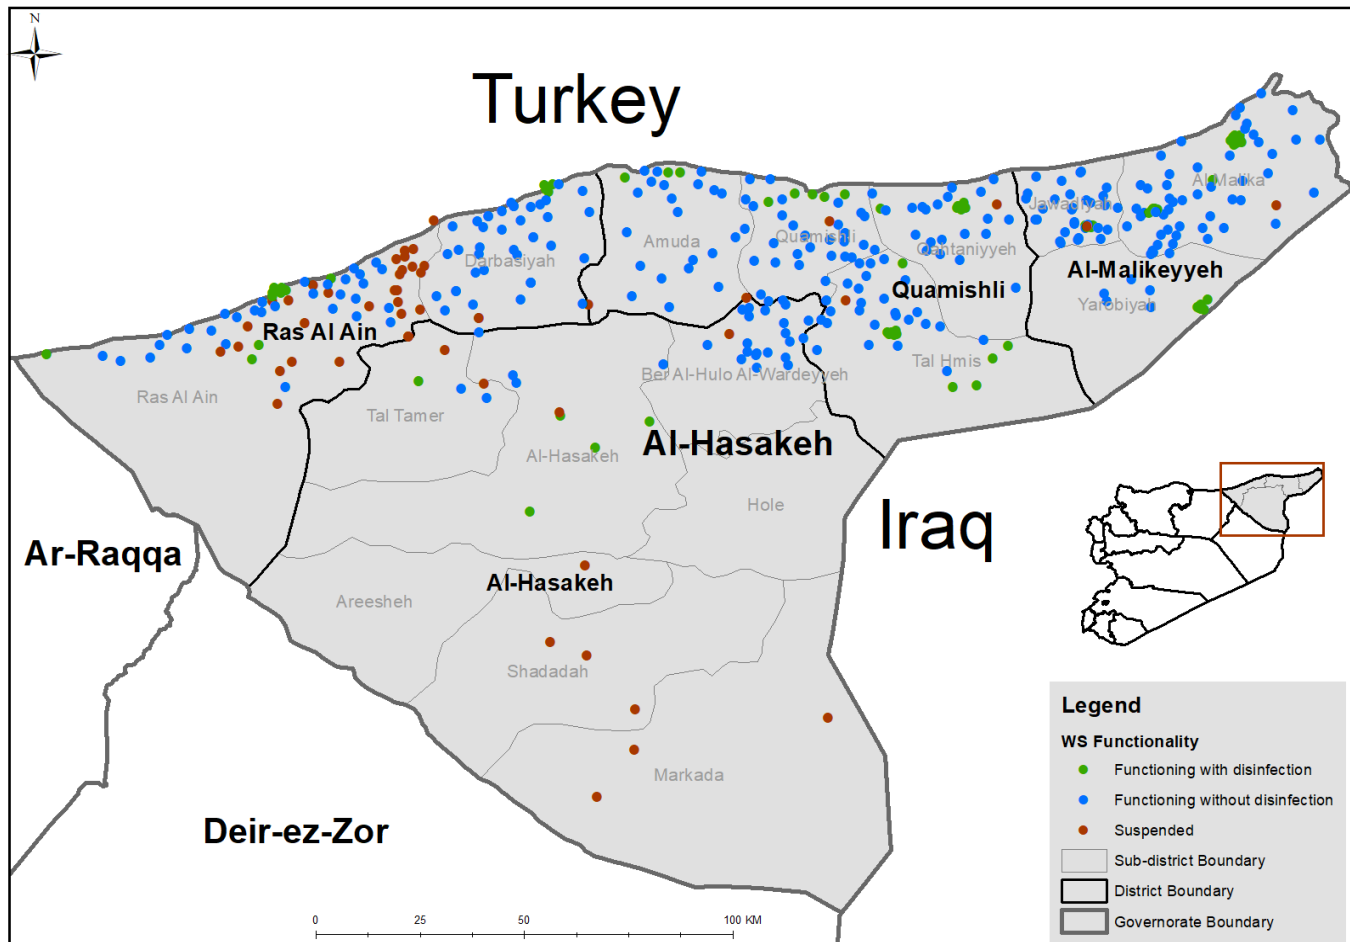 N
Turkey
Al-Malika
Jawadiyah
Quamishli
Amuda
Qahtaniyyeh
Darbasiyah
Al-Malikeyyeh
Quamishli
Yarobiyah
Ras Al Ain
Tal Hmis
Ber Al-Hulo Al-Wardeyyeh
Ras Al Ain
Tal Tamer
Al-Hasakeh
Al-Hasakeh
Hole
Iraq
Ar-Raqqa
Al-Hasakeh
Areesheh
Shadadah
Markada
Deir-ez-Zor
Legend
WS Functionality
Functioning with disinfection
Functioning without disinfection
Suspended
Sub-district Boundary
District Boundary
Governorate Boundary
0 25 50 100 KM